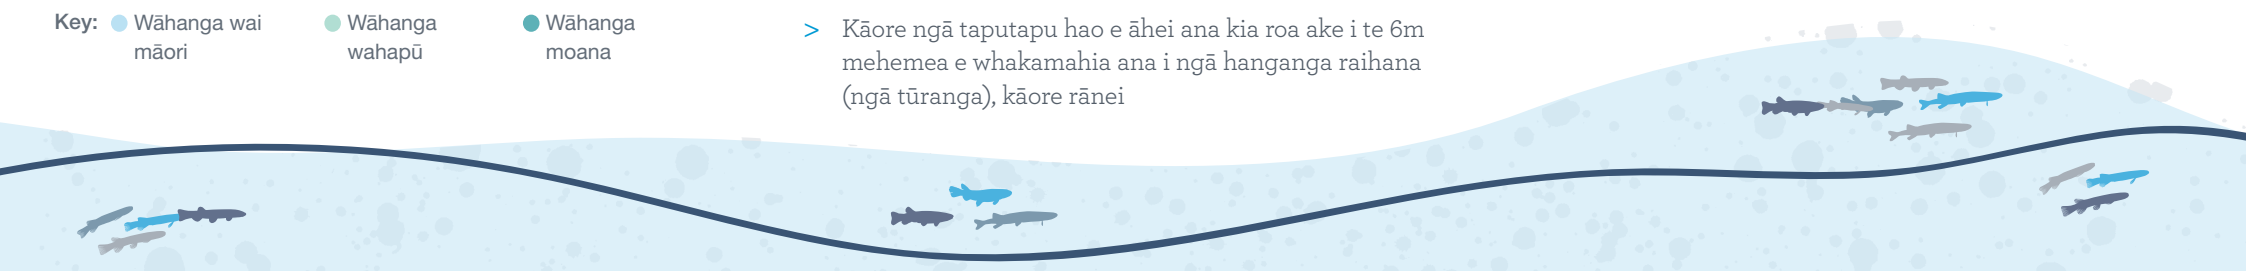 Key:
Wāhanga wai
māori
Wāhanga
wahapū
Wāhanga
moana
> Kāore ngā taputapu hao e āhei ana kia roa ake i te 6m
mehemea e whakamahia ana i ngā hanganga raihana
(ngā tūranga), kāore rānei